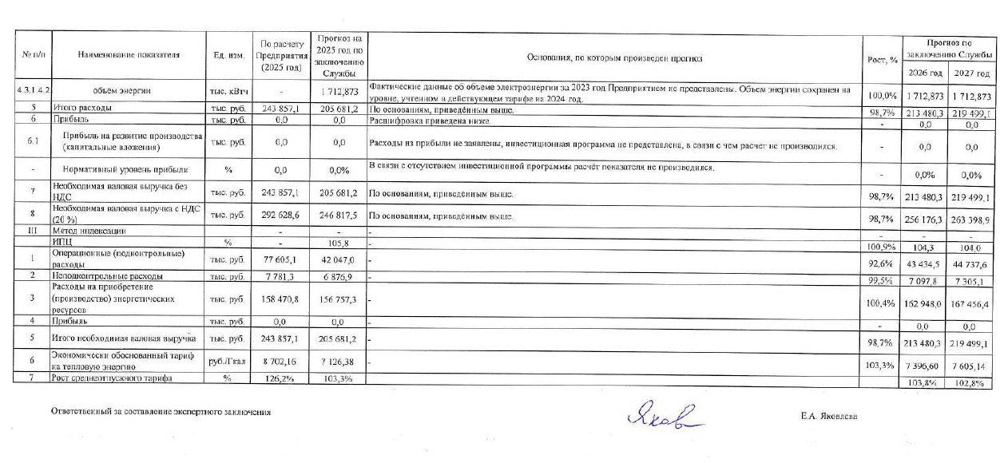 № п/п Наименование показателя Ед. изм. По расчету Предприятия (2025 год) Прогноз на 2025 год по заключению Службы Основания, по которым произведен прогноз Рост, % Прогноз по заключению Службы
2026 год 2027 год
4.3.1.4.2 объём энергии тыс. кВтч - 1 712,873 Фактические данные об объеме электроэнергии за 2023 год Предприятием не представлены. Объем энергии сохранен на уровне, учтенном в действующем тарифе на 2024 год. 100,0% 1 712,873 1 712,873
5 Итого расходы тыс. руб. 243 857,1 205 681,2 По основаниям, приведённым выше. 98,7% 213 480,3 219 499,1
6 Прибыль тыс. руб. 0,0 0,0 Расшифровка приведена ниже. - 0,0 0,0
6.1 Прибыль на развитие производства (капитальные вложения) тыс. руб. 0,0 0,0 Расходы из прибыли не заявлены, инвестиционная программа не представлена, в связи с чем расчет не производился. - 0,0 0,0
- Нормативный уровень прибыли % 0,0 0,0% В связи с отсутствием инвестиционной программы расчёт показателя не производился. - 0,0% 0,0%
7 Необходимая валовая выручка без НДС тыс. руб. 243 857,1 205 681,2 По основаниям, приведённым выше. 98,7% 213 480,3 219 499,1
8 Необходимая валовая выручка с НДС (20 %) тыс. руб. 292 628,6 246 817,5 По основаниям, приведённым выше. 98,7% 256 176,3 263 398,9
III Метод индексации - - - - - -
ИПЦ % - 105,8 - 100,9% 104,3 104,0
1 Операционные (подконтрольные) расходы тыс. руб. 77 605,1 42 047,0 - 92,6% 43 434,5 44 737,6
2 Неподконтрольные расходы тыс. руб. 7 781,3 6 876,9 - 99,5% 7 097,8 7 305,1
3 Расходы на приобретение (производство) энергетических ресурсов тыс. руб. 158 470,8 156 757,3 - 100,4% 162 948,0 167 456,4
4 Прибыль тыс. руб. 0,0 0,0 - - 0,0 0,0
5 Итого необходимая валовая выручка тыс. руб. 243 857,1 205 681,2 - 98,7% 213 480,3 219 499,1
6 Экономически обоснованный тариф на тепловую энергию руб./Гкал 8 702,16 7 126,38 - 103,3% 7 396,60 7 605,14
7 Рост среднеотпускного тарифа % 126,2% 103,3% 103,8% 102,8%
Ответственный за составление экспертного заключения Яков Е.А. Яковлева